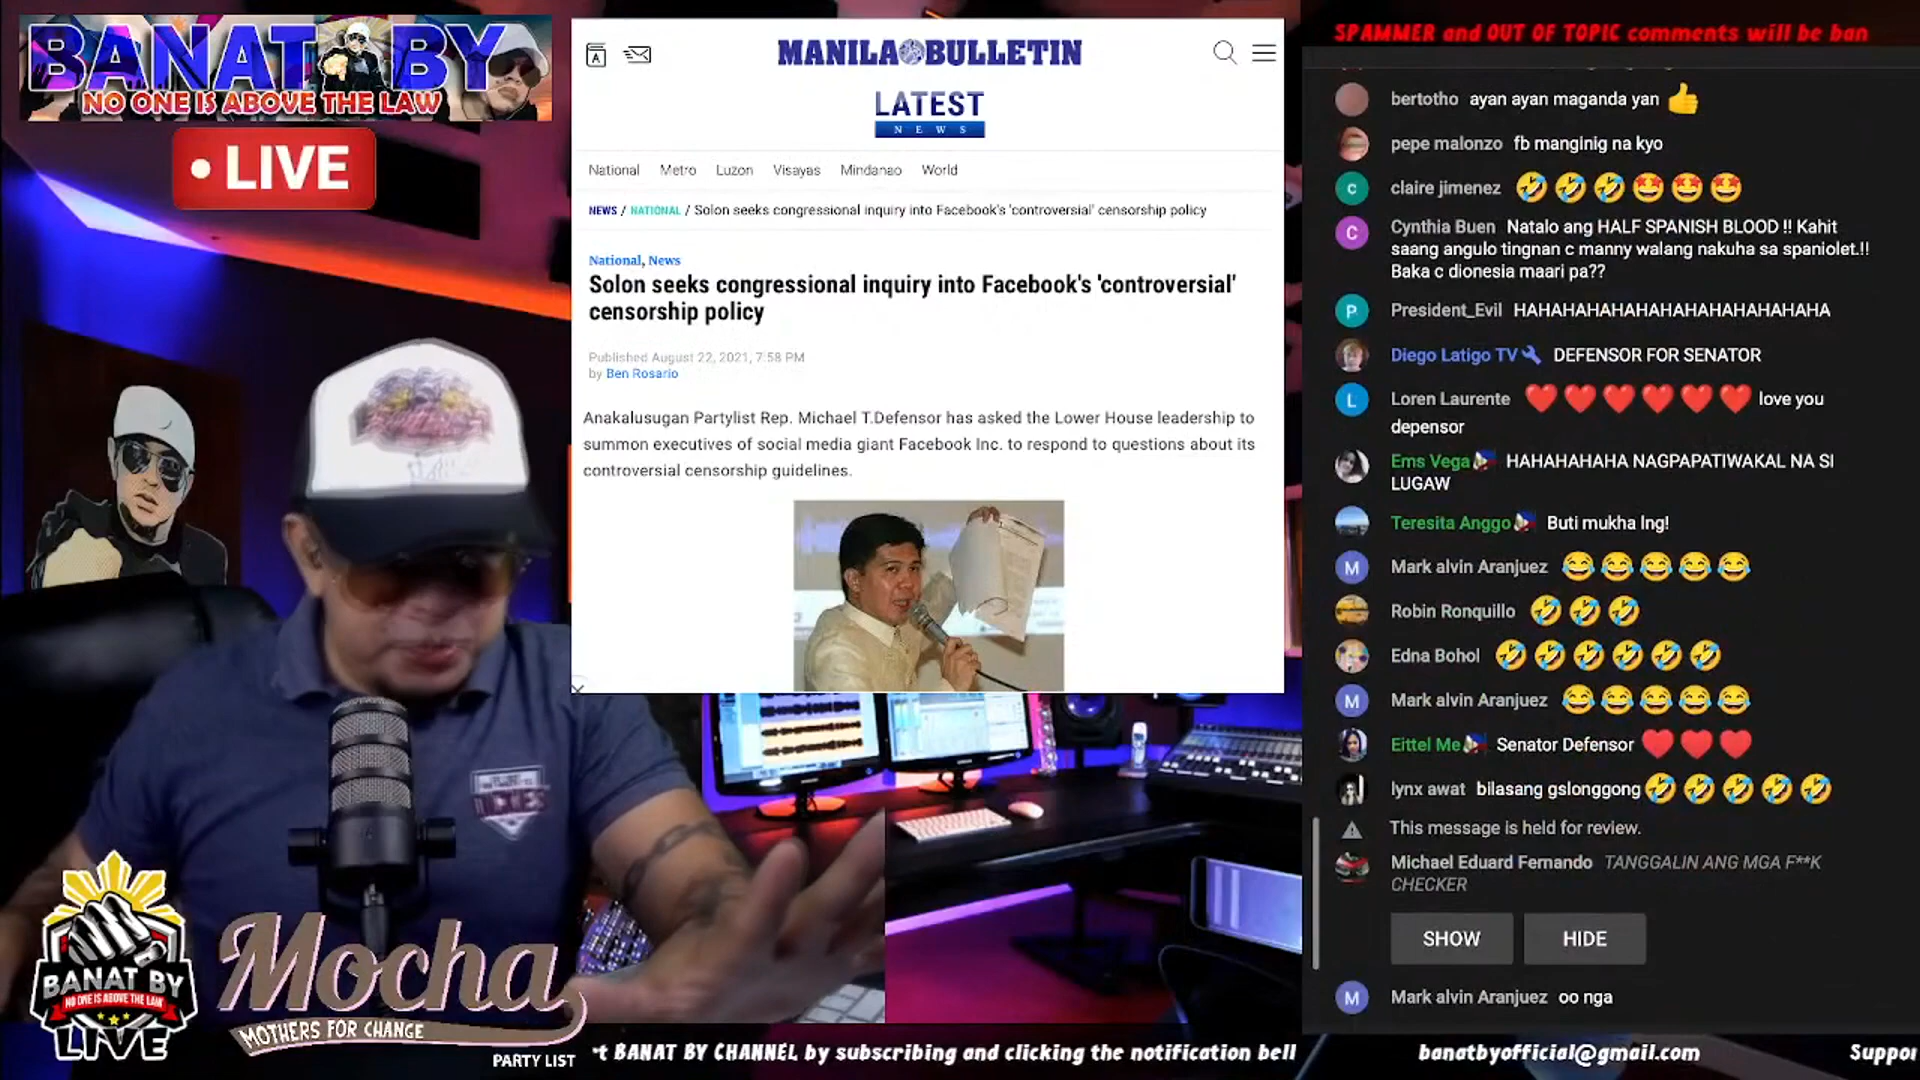 BANAT BY
NO ONE IS ABOVE THE LAW
LIVE
MANILA BULLETIN
LATEST
NEWS
National Metro Luzon Visayas Mindanao World
NEWS / NATIONAL / Solon seeks congressional inquiry into Facebook's 'controversial' censorship policy
National, News
Solon seeks congressional inquiry into Facebook's 'controversial'
censorship policy
Published August 22, 2021, 7:58 PM
by Ben Rosario
Anakalusugan Partylist Rep. Michael T.Defensor has asked the Lower House leadership to
summon executives of social media giant Facebook Inc. to respond to questions about its
controversial censorship guidelines.
SPAMMER and OUT OF TOPIC comments will be ban
bertotho ayan ayan maganda yan 👍
pepe malonzo fb manginig na kyo
claire jimenez 🤣🤣🤣🤩🤩🤩
Cynthia Buen Natalo ang HALF SPANISH BLOOD !! Kahit
saang angulo tingnan c manny walang nakuha sa spaniolet.!!
Baka c dionesia maari pa??
President_Evil HAHAHAHAHAHAHAHAHAHAHAHA
Diego Latigo TV DEFENSOR FOR SENATOR
Loren Laurente ❤️❤️❤️❤️❤️❤️ love you
depensor
Ems Vega HAHAHAHAHA NAGPAPATIWAKAL NA SI
LUGAW
Teresita Anggo Buti mukha lng!
Mark alvin Aranjuez 😂😂😂😂😂
Robin Ronquillo 🤣🤣🤣
Edna Bohol 🤣🤣🤣🤣🤣🤣
Mark alvin Aranjuez 😂😂😂😂😂
Eittel Me Senator Defensor ❤️❤️❤️
lynx awat bilasang gslonggong 🤣🤣🤣🤣🤣
This message is held for review.
Michael Eduard Fernando TANGGALIN ANG MGA F**K
CHECKER
SHOW HIDE
Mark alvin Aranjuez oo nga
BANAT BY
NO ONE IS ABOVE THE LAW
LIVE
Mocha
MOTHERS FOR CHANGE
PARTY LIST
t BANAT BY CHANNEL by subscribing and clicking the notification bell banatbyofficial@gmail.com Suppor